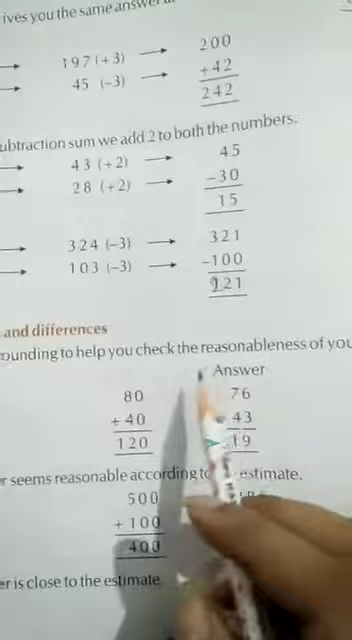 ives you the same answer
197 (+3) → 200
45 (–3) → +42
242
ubtraction sum we add 2 to both the numbers.
43 (+2) → 45
28 (+2) → –30
15
324 (–3) → 321
103 (–3) → –100
221
and differences
ounding to help you check the reasonableness of you
Answer
80 76
+ 40 43
120 19
r seems reasonable according to estimate.
500
+ 100
400
er is close to the estimate